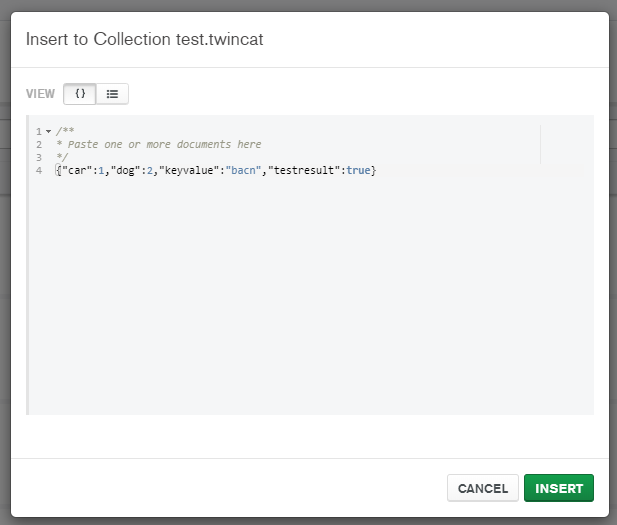 Insert to Collection test.twincat
VIEW {}
1 /**
2 * Paste one or more documents here
3 */
4 {"car":1,"dog":2,"keyvalue":"bacn","testresult":true}
CANCEL INSERT